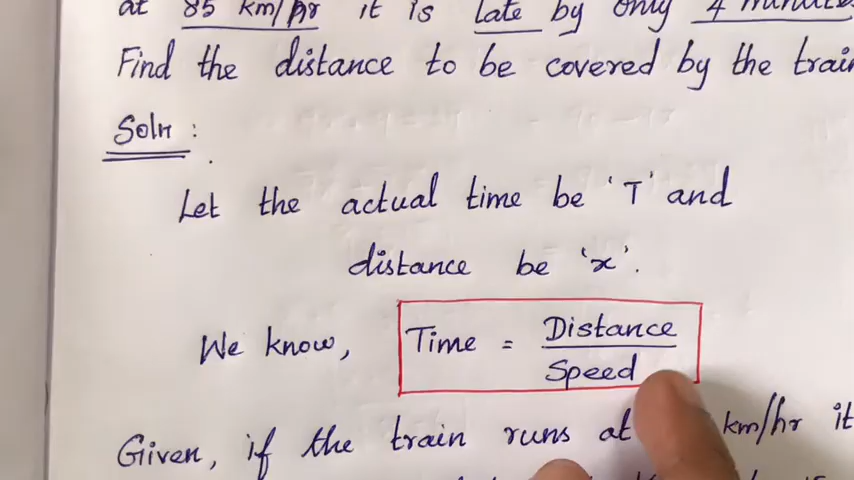 at 85 km/hr it is late by only 4 minutes
Find the distance to be covered by the train
Soln :
Let the actual time be 'T' and
distance be 'x'.
We know, Time = Distance
Speed
Given, if the train runs at km/hr it